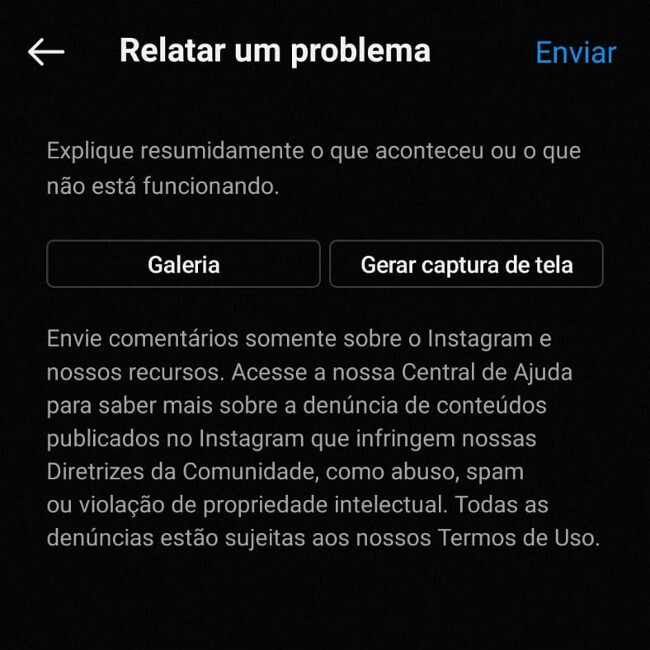 Relatar um problema
Enviar
Explique resumidamente o que aconteceu ou o que
não está funcionando.
Galeria
Gerar captura de tela
Envie comentários somente sobre o Instagram e
nossos recursos. Acesse a nossa Central de Ajuda
para saber mais sobre a denúncia de conteúdos
publicados no Instagram que infringem nossas
Diretrizes da Comunidade, como abuso, spam
ou violação de propriedade intelectual. Todas as
denúncias estão sujeitas aos nossos Termos de Uso.